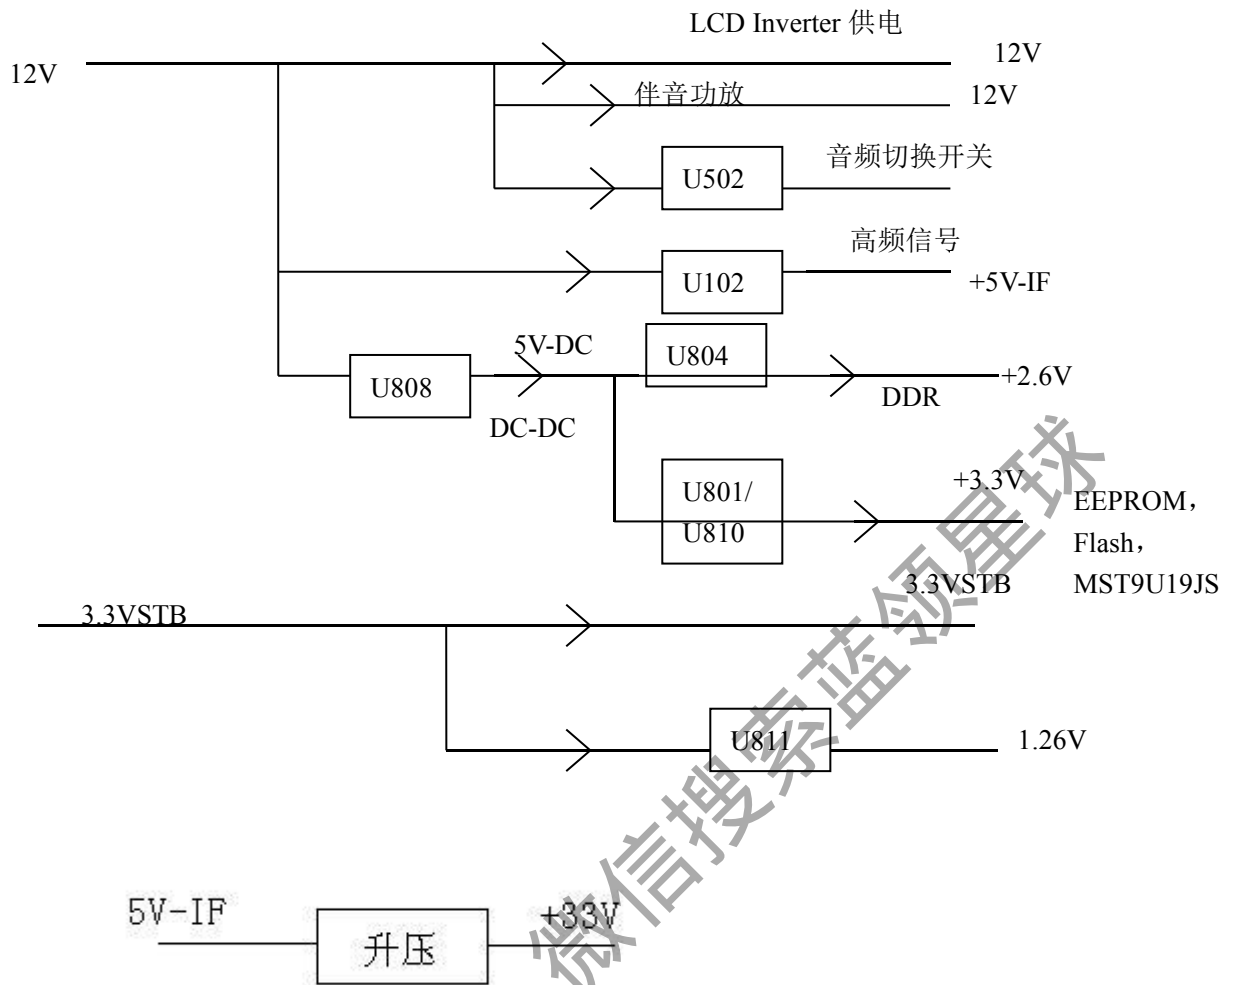 LCD Inverter 供电
12V
12V
伴音功放
12V
音频切换开关
U502
高频信号
U102
+5V-IF
5V-DC
U804
U808
+2.6V
DDR
DC-DC
U801/
U810
+3.3V
EEPROM，
Flash，
MST9U19JS
3.3VSTB
3.3VSTB
U811
1.26V
5V-IF
升压
+33V
微信搜索蓝领星球